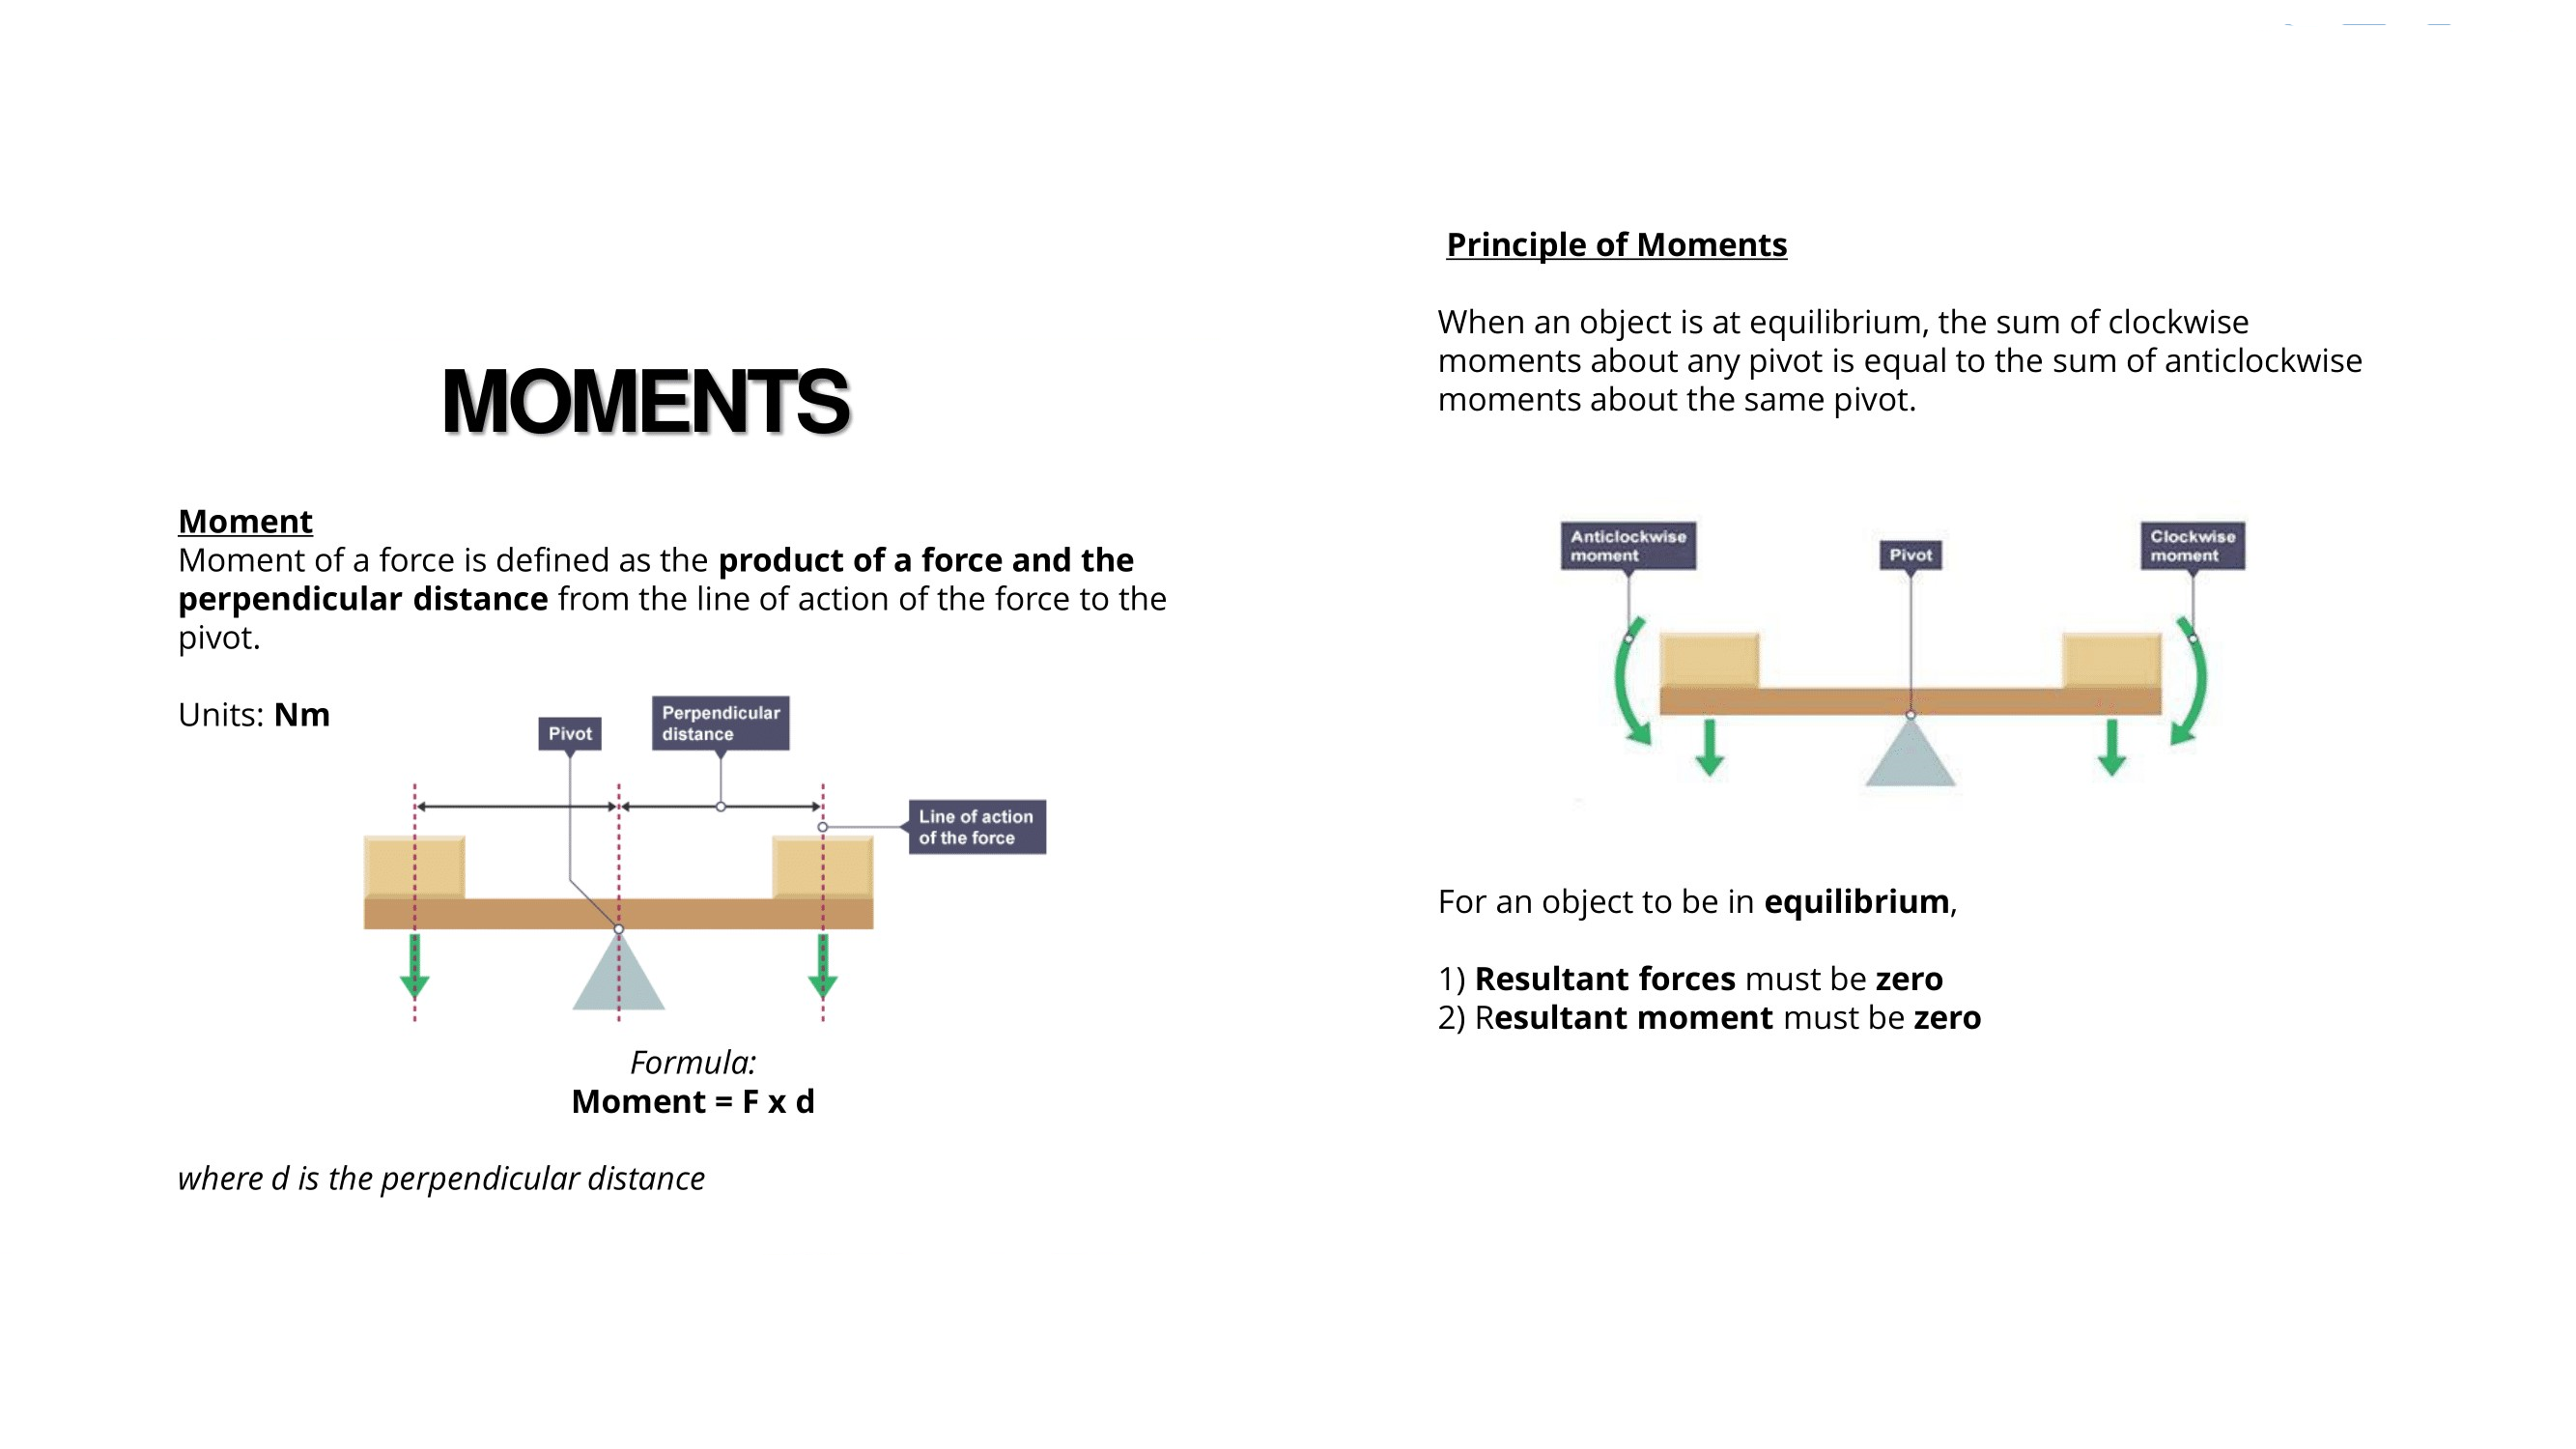 MOMENTS
Moment
Moment of a force is defined as the product of a force and the
perpendicular distance from the line of action of the force to the
pivot.
Units: Nm
Pivot
Perpendicular
distance
Line of action
of the force
Formula:
Moment = F x d
where d is the perpendicular distance
Principle of Moments
When an object is at equilibrium, the sum of clockwise
moments about any pivot is equal to the sum of anticlockwise
moments about the same pivot.
Anticlockwise
moment
Pivot
Clockwise
moment
For an object to be in equilibrium,
1) Resultant forces must be zero
2) Resultant moment must be zero